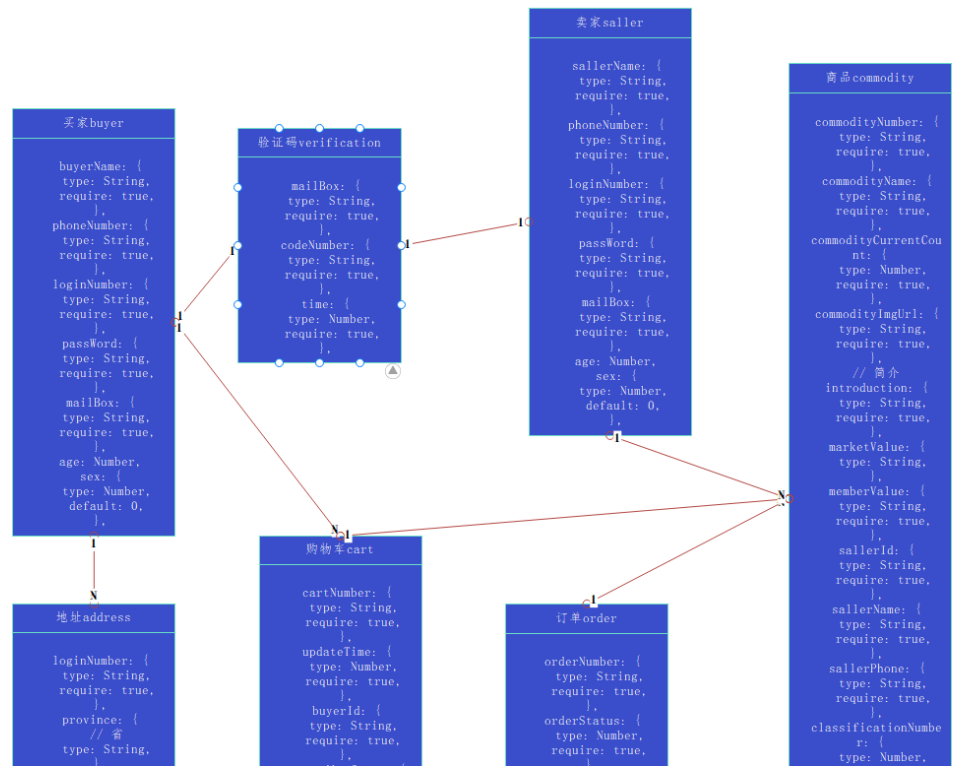 买家buyer
buyerName: {
type: String,
require: true,
},
phoneNumber: {
type: String,
require: true,
},
loginNumber: {
type: String,
require: true,
},
passWord: {
type: String,
require: true,
},
mailBox: {
type: String,
require: true,
},
age: Number,
sex: {
type: Number,
default: 0,
},
1
1
1
N
地址address
loginNumber: {
type: String,
require: true,
},
province: {
// 省
type: String,
}
验证码verification
mailBox: {
type: String,
require: true,
},
codeNumber: {
type: String,
require: true,
},
time: {
type: Number,
require: true,
},
1
1
N
1
购物车cart
cartNumber: {
type: String,
require: true,
},
updateTime: {
type: Number,
require: true,
},
buyerId: {
type: String,
require: true,
},
卖家saller
sallerName: {
type: String,
require: true,
},
phoneNumber: {
type: String,
require: true,
},
loginNumber: {
type: String,
require: true,
},
passWord: {
type: String,
require: true,
},
mailBox: {
type: String,
require: true,
},
age: Number,
sex: {
type: Number,
default: 0,
},
1
1
1
订单order
orderNumber: {
type: String,
require: true,
},
orderStatus: {
type: Number,
require: true,
}
商品commodity
commodityNumber: {
type: String,
require: true,
},
commodityName: {
type: String,
require: true,
},
commodityCurrentCou
nt: {
type: Number,
require: true,
},
commodityImgUrl: {
type: String,
require: true,
},
// 简介
introduction: {
type: String,
require: true,
},
marketValue: {
type: String,
},
memberValue: {
type: String,
require: true,
},
sallerId: {
type: String,
require: true,
},
sallerName: {
type: String,
require: true,
},
sallerPhone: {
type: String,
require: true,
},
classificationNumbe
r: {
type: Number,
N